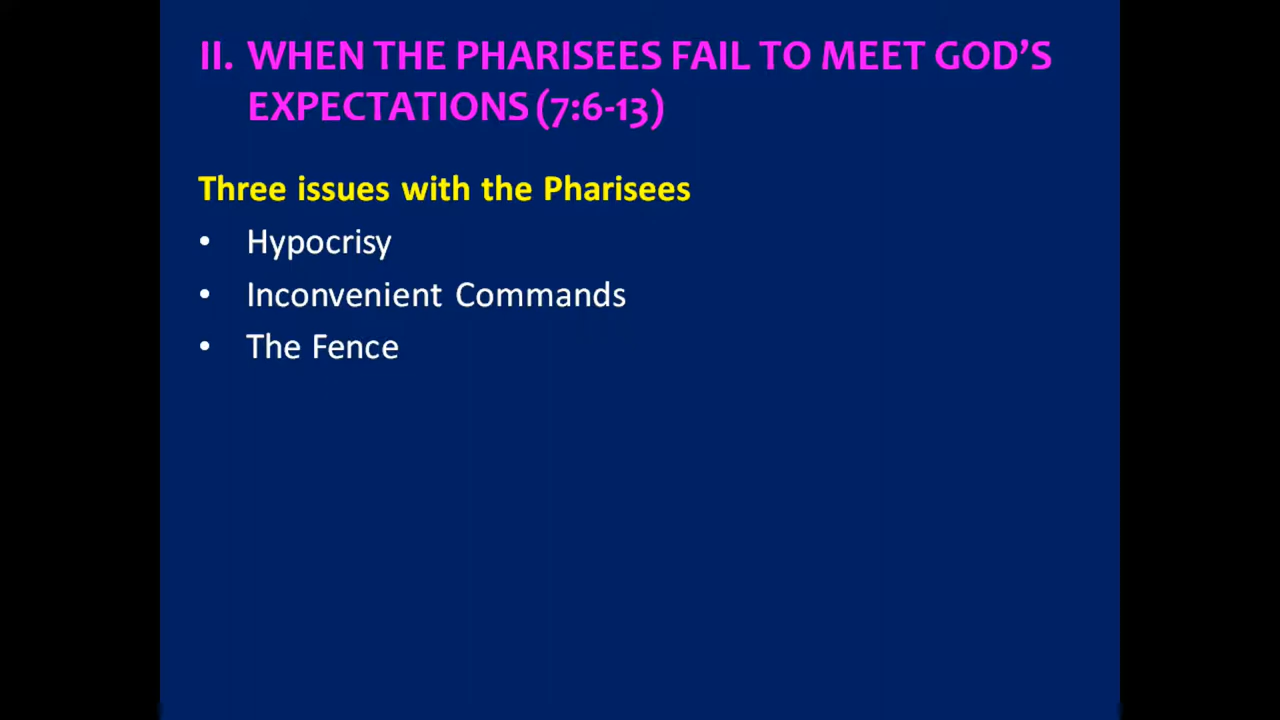 II. WHEN THE PHARISEES FAIL TO MEET GOD’S
EXPECTATIONS (7:6-13)
Three issues with the Pharisees
• Hypocrisy
• Inconvenient Commands
• The Fence